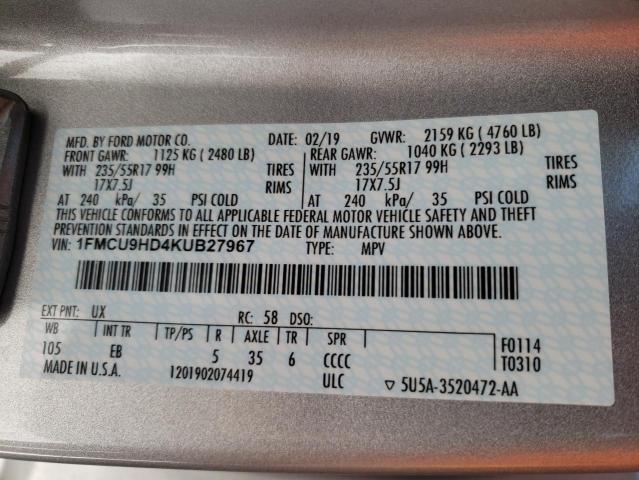 MFD. BY FORD MOTOR CO. DATE: 02/19 GVWR: 2159 KG ( 4760 LB)
FRONT GAWR: 1125 KG ( 2480 LB) REAR GAWR: 1040 KG ( 2293 LB)
WITH 235/55R17 99H TIRES WITH 235/55R17 99H TIRES
17X7.5J RIMS 17X7.5J RIMS
AT 240 kPa/ 35 PSI COLD AT 240 kPa/ 35 PSI COLD
THIS VEHICLE CONFORMS TO ALL APPLICABLE FEDERAL MOTOR VEHICLE SAFETY AND THEFT
PREVENTION STANDARDS IN EFFECT ON THE DATE OF MANUFACTURE SHOWN ABOVE.
VIN: 1FMCU9HD4KUB27967 TYPE: MPV
EXT PNT: UX RC: 58 DSO:
WB INT TR TP/PS R AXLE TR SPR F0114
105 EB 5 35 6 CCCC T0310
MADE IN U.S.A. 1201902074419 ULC ▽ 5U5A-3520472-AA